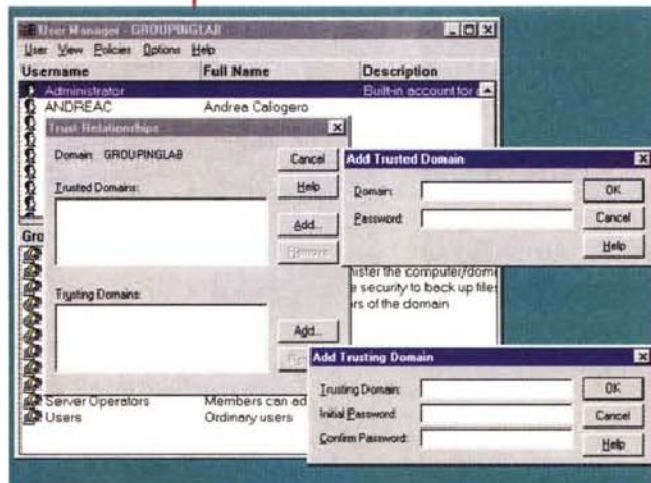 User Manager - GROUPINGLAB
User View Policies Options Help
Username Full Name Description
Administrator Built-in account for
ANDREAC Andrea Calogero
Trust Relationships
Domain: GROUPINGLAB
Cancel
Trusted Domains:
Help
Add...
Remove
Trusting Domains:
Add...
Add Trusted Domain
Domain:
OK
Password:
Cancel
Help
Gro
nister the computer/dom
e security to back up file
rs of the domain
Add Trusting Domain
Trusting Domain:
OK
Initial Password:
Cancel
Confirm Password:
Help
Server Operators Members can ad
Users Ordinary users